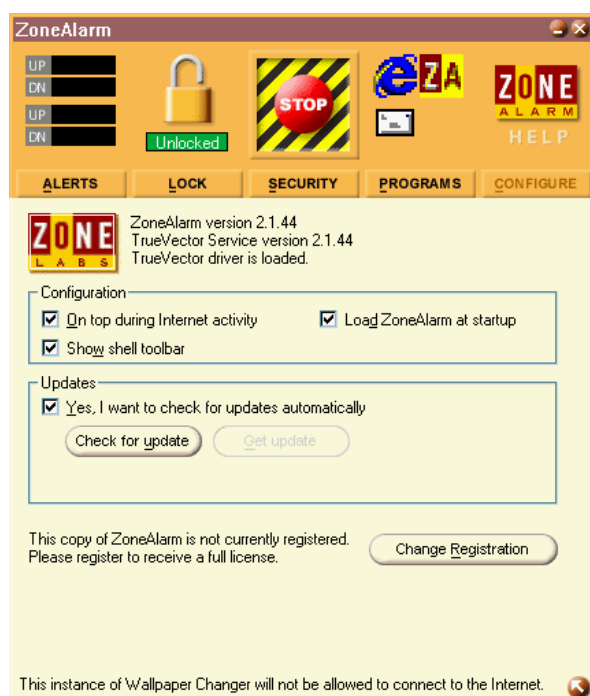 ZoneAlarm
UP
DN
UP
DN
Unlocked
STOP
ZA
ZONE
ALARM
HELP
ALERTS
LOCK
SECURITY
PROGRAMS
CONFIGURE
ZONE
LABS
ZoneAlarm version 2.1.44
TrueVector Service version 2.1.44
TrueVector driver is loaded.
Configuration
On top during Internet activity
Load ZoneAlarm at startup
Show shell toolbar
Updates
Yes, I want to check for updates automatically
Check for update
Get update
This copy of ZoneAlarm is not currently registered.
Please register to receive a full license.
Change Registration
This instance of Wallpaper Changer will not be allowed to connect to the Internet.